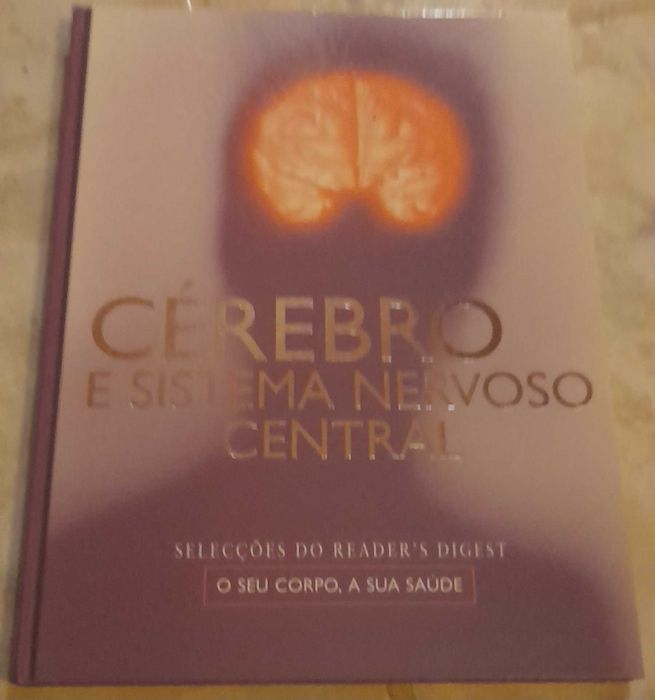 CÉREBRO
E SISTEMA NERVOSO
CENTRAL
SELECÇÕES DO READER'S DIGEST
O SEU CORPO, A SUA SAÚDE